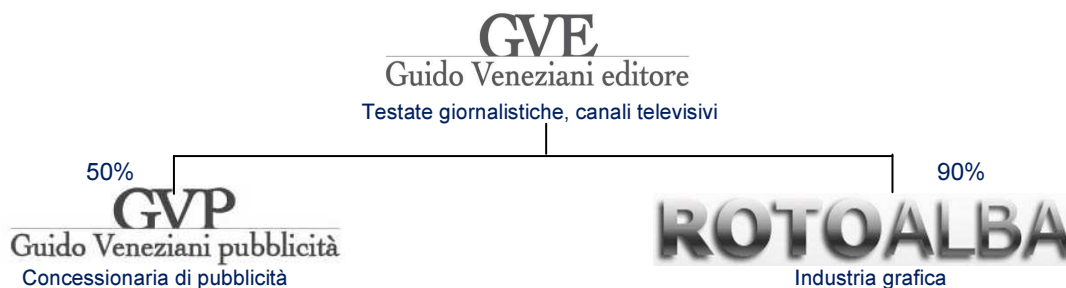 GVE
Guido Veneziani editore
Testate giornalistiche, canali televisivi
50%
90%
GVP
Guido Veneziani pubblicità
Concessionaria di pubblicità
ROTOALBA
Industria grafica